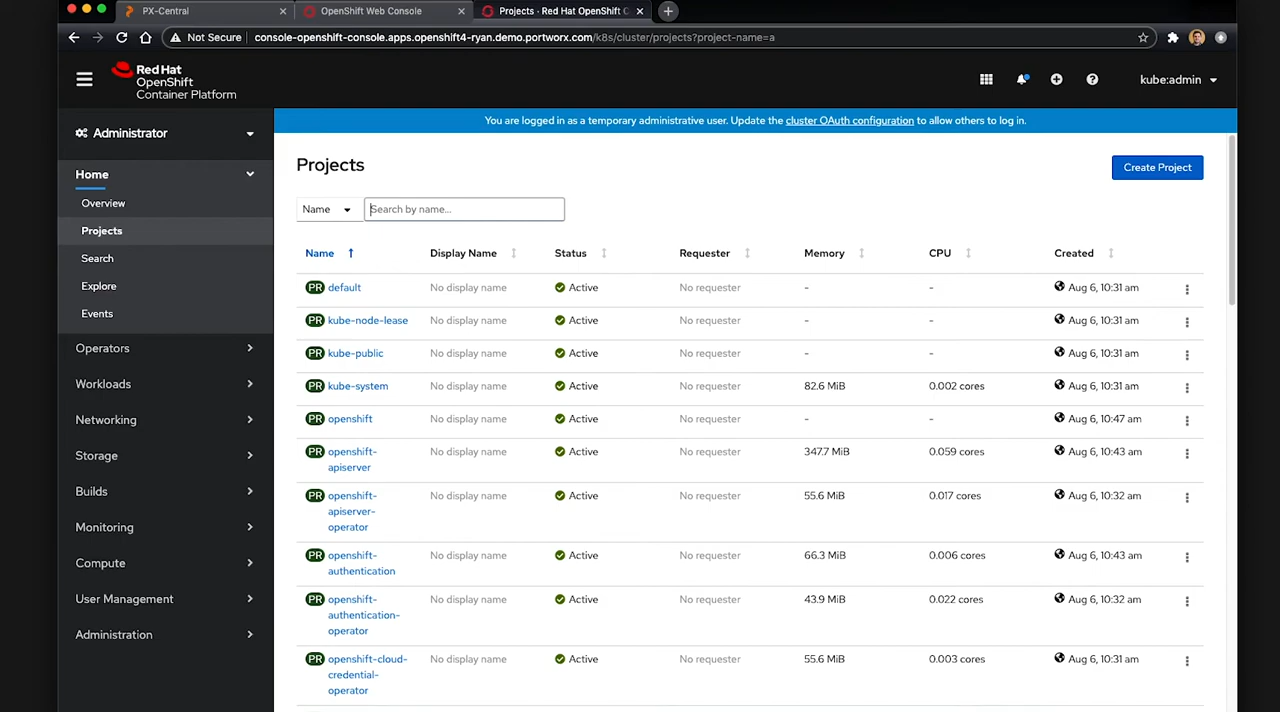 PX-Central
OpenShift Web Console
Projects · Red Hat OpenShift C
Not Secure
console-openshift-console.apps.openshift4-ryan.demo.portworx.com/k8s/cluster/projects?project-name=a
Red Hat
OpenShift
Container Platform
kube:admin
You are logged in as a temporary administrative user. Update the cluster OAuth configuration to allow others to log in.
Administrator
Home
Overview
Projects
Search
Explore
Events
Operators
Workloads
Networking
Storage
Builds
Monitoring
Compute
User Management
Administration
Projects
Create Project
Name
Search by name...
Name Display Name Status Requester Memory CPU Created
PR default No display name Active No requester - - Aug 6, 10:31 am
PR kube-node-lease No display name Active No requester - - Aug 6, 10:31 am
PR kube-public No display name Active No requester - - Aug 6, 10:31 am
PR kube-system No display name Active No requester 82.6 MiB 0.002 cores Aug 6, 10:31 am
PR openshift No display name Active No requester - - Aug 6, 10:47 am
PR openshift- No display name Active No requester 347.7 MiB 0.059 cores Aug 6, 10:43 am
apiserver
PR openshift- No display name Active No requester 55.6 MiB 0.017 cores Aug 6, 10:32 am
apiserver-
operator
PR openshift- No display name Active No requester 66.3 MiB 0.006 cores Aug 6, 10:43 am
authentication
PR openshift- No display name Active No requester 43.9 MiB 0.022 cores Aug 6, 10:32 am
authentication-
operator
PR openshift-cloud- No display name Active No requester 55.6 MiB 0.003 cores Aug 6, 10:31 am
credential-
operator